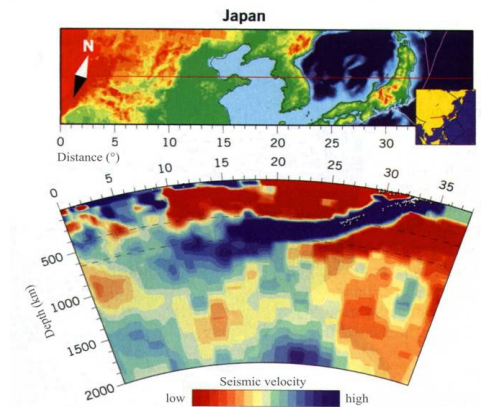 Japan
N
0 5 10 15 20 25 30
Distance (°)
0 5 10 15 20 25 30 35
0
500
1000
1500
2000
Depth (km)
Seismic velocity
low high